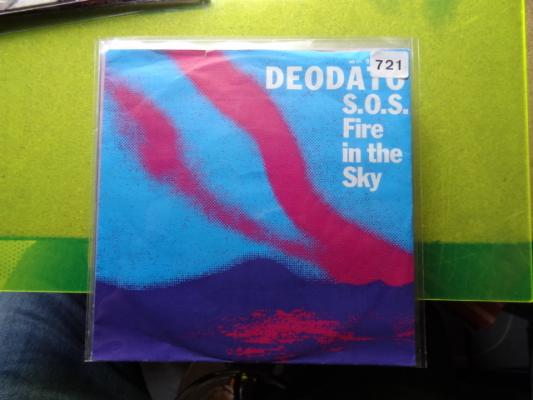 721
DEODATO
S.O.S.
Fire
in the
Sky